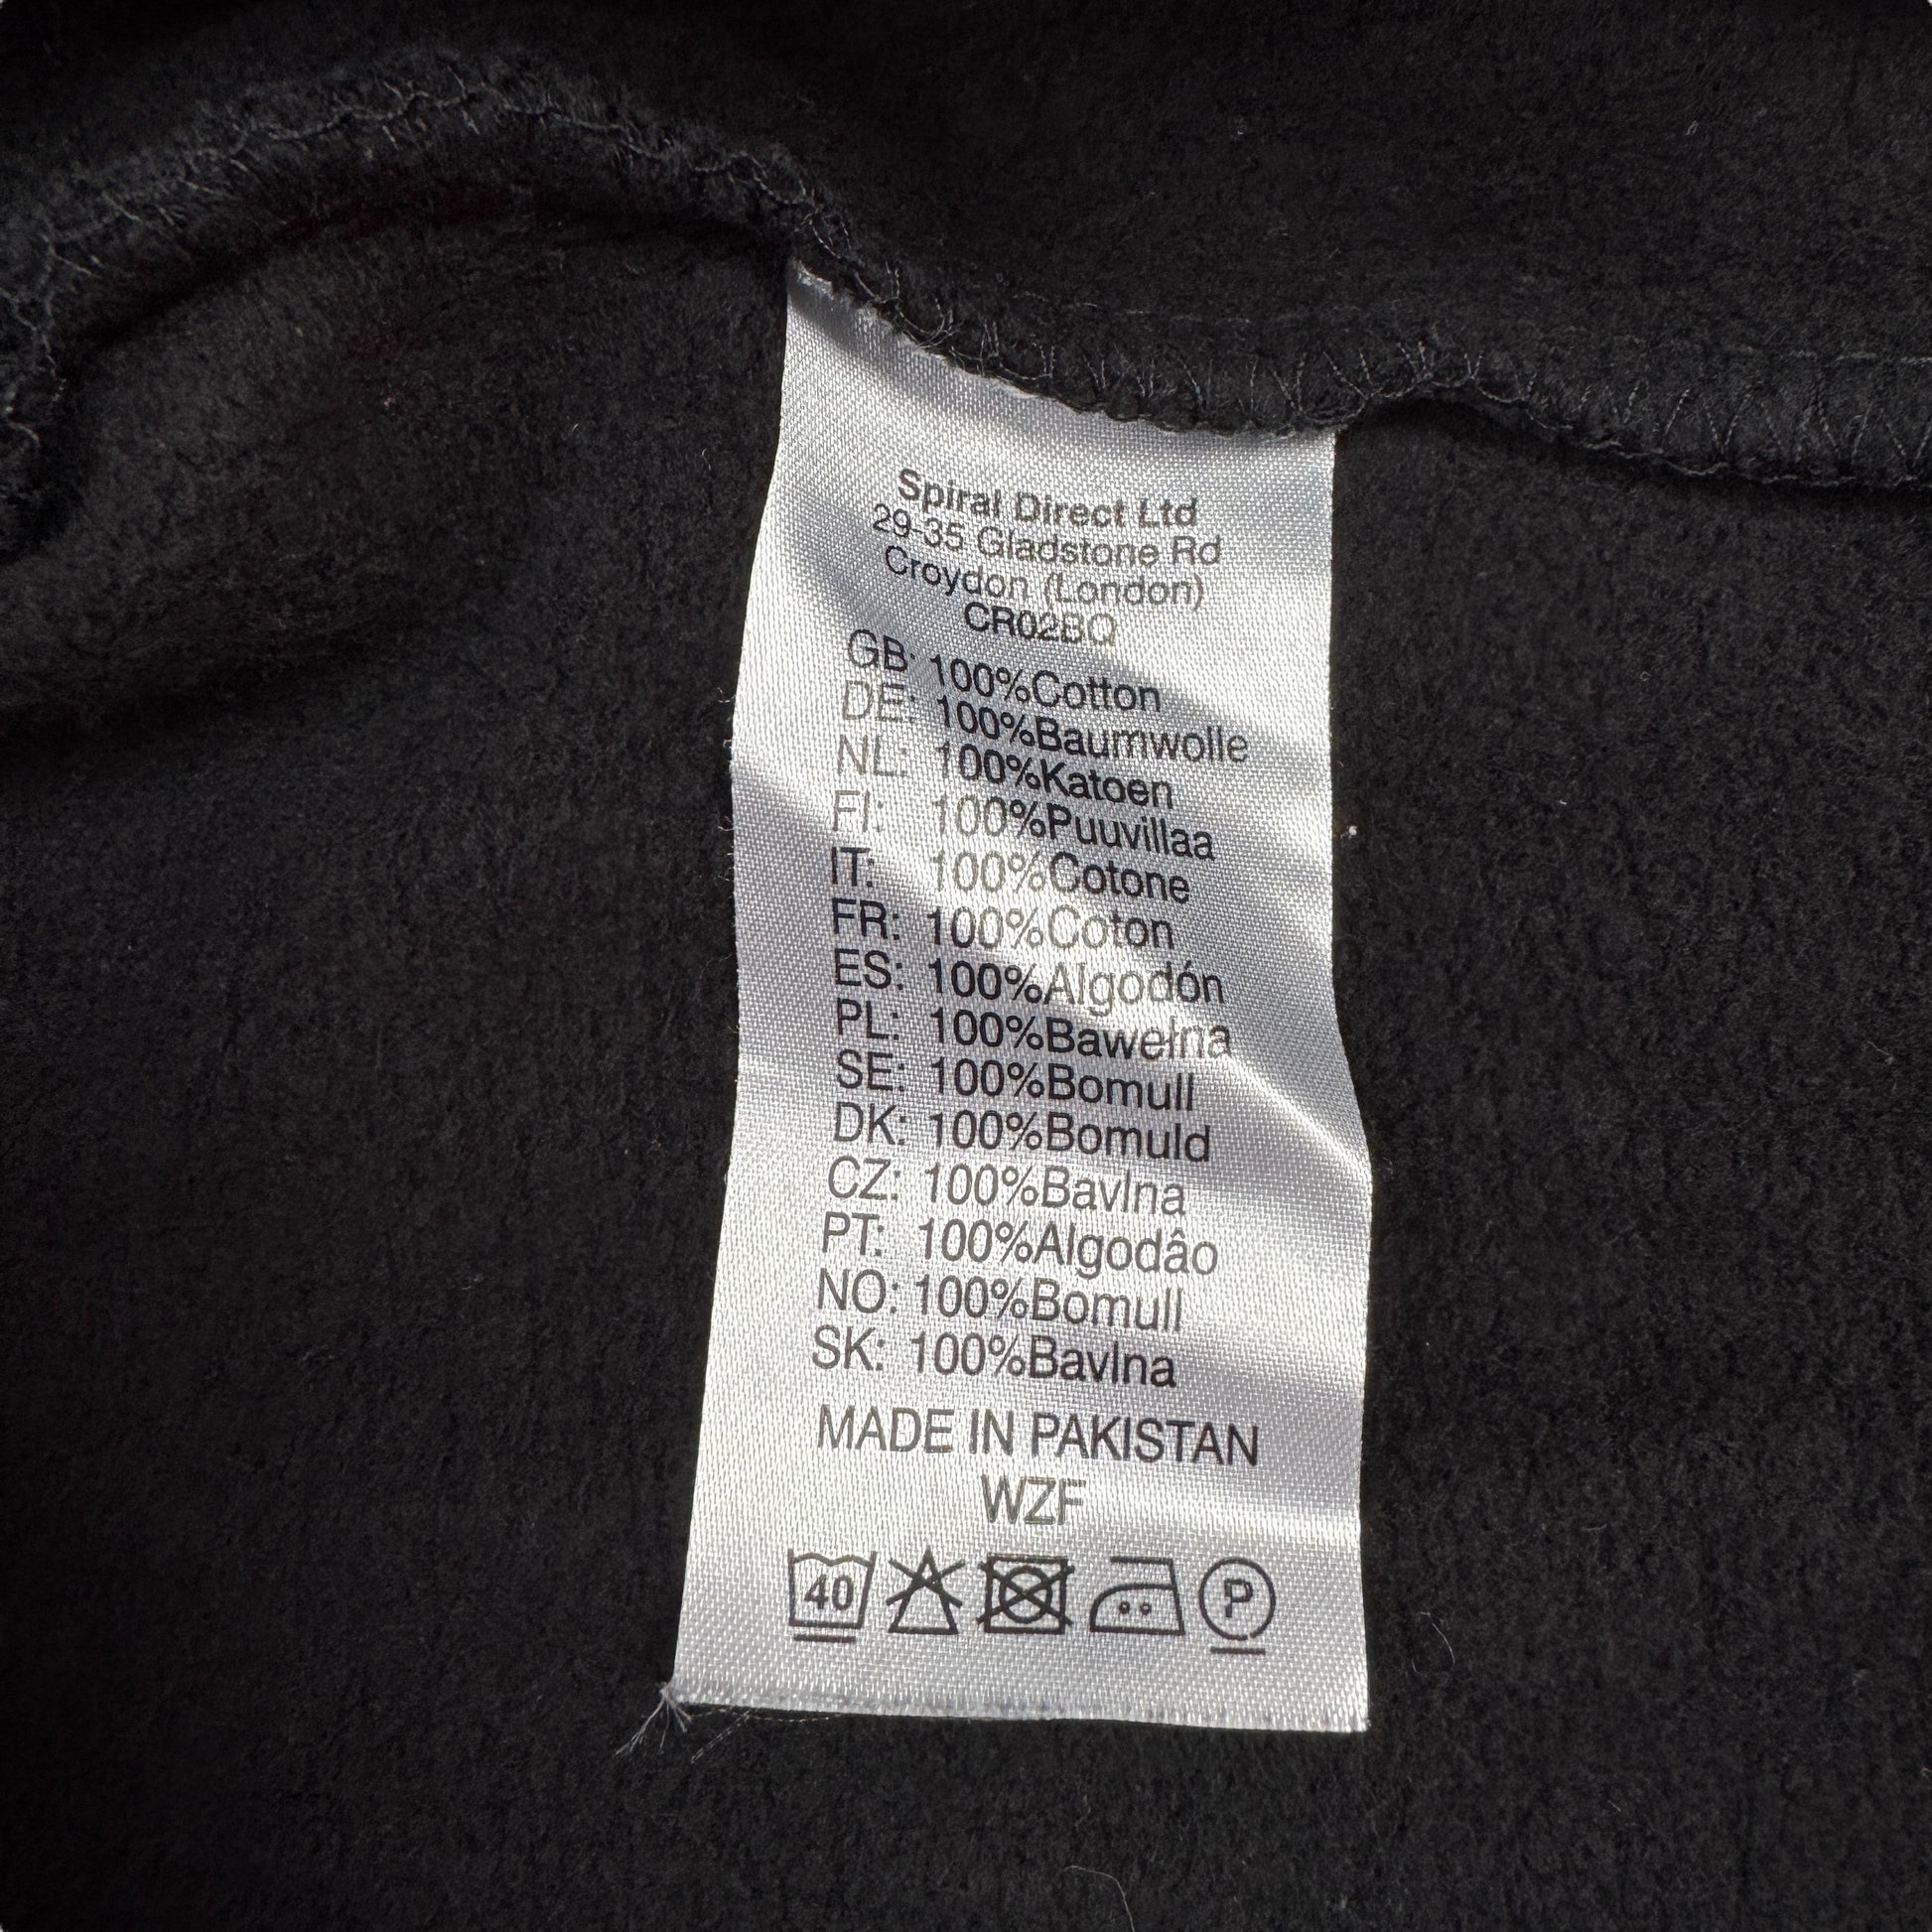 Spiral Direct Ltd
29-35 Gladstone Rd
Croydon (London)
CR02BQ
GB: 100%Cotton
DE: 100%Baumwolle
NL: 100%Katoen
FI: 100%Puuvillaa
IT: 100%Cotone
FR: 100%Coton
ES: 100%Algodón
PL: 100%Bawełna
SE: 100%Bomull
DK: 100%Bomuld
CZ: 100%Bavlna
PT: 100%Algodâo
NO: 100%Bomull
SK: 100%Bavlna
MADE IN PAKISTAN
WZF
40 P